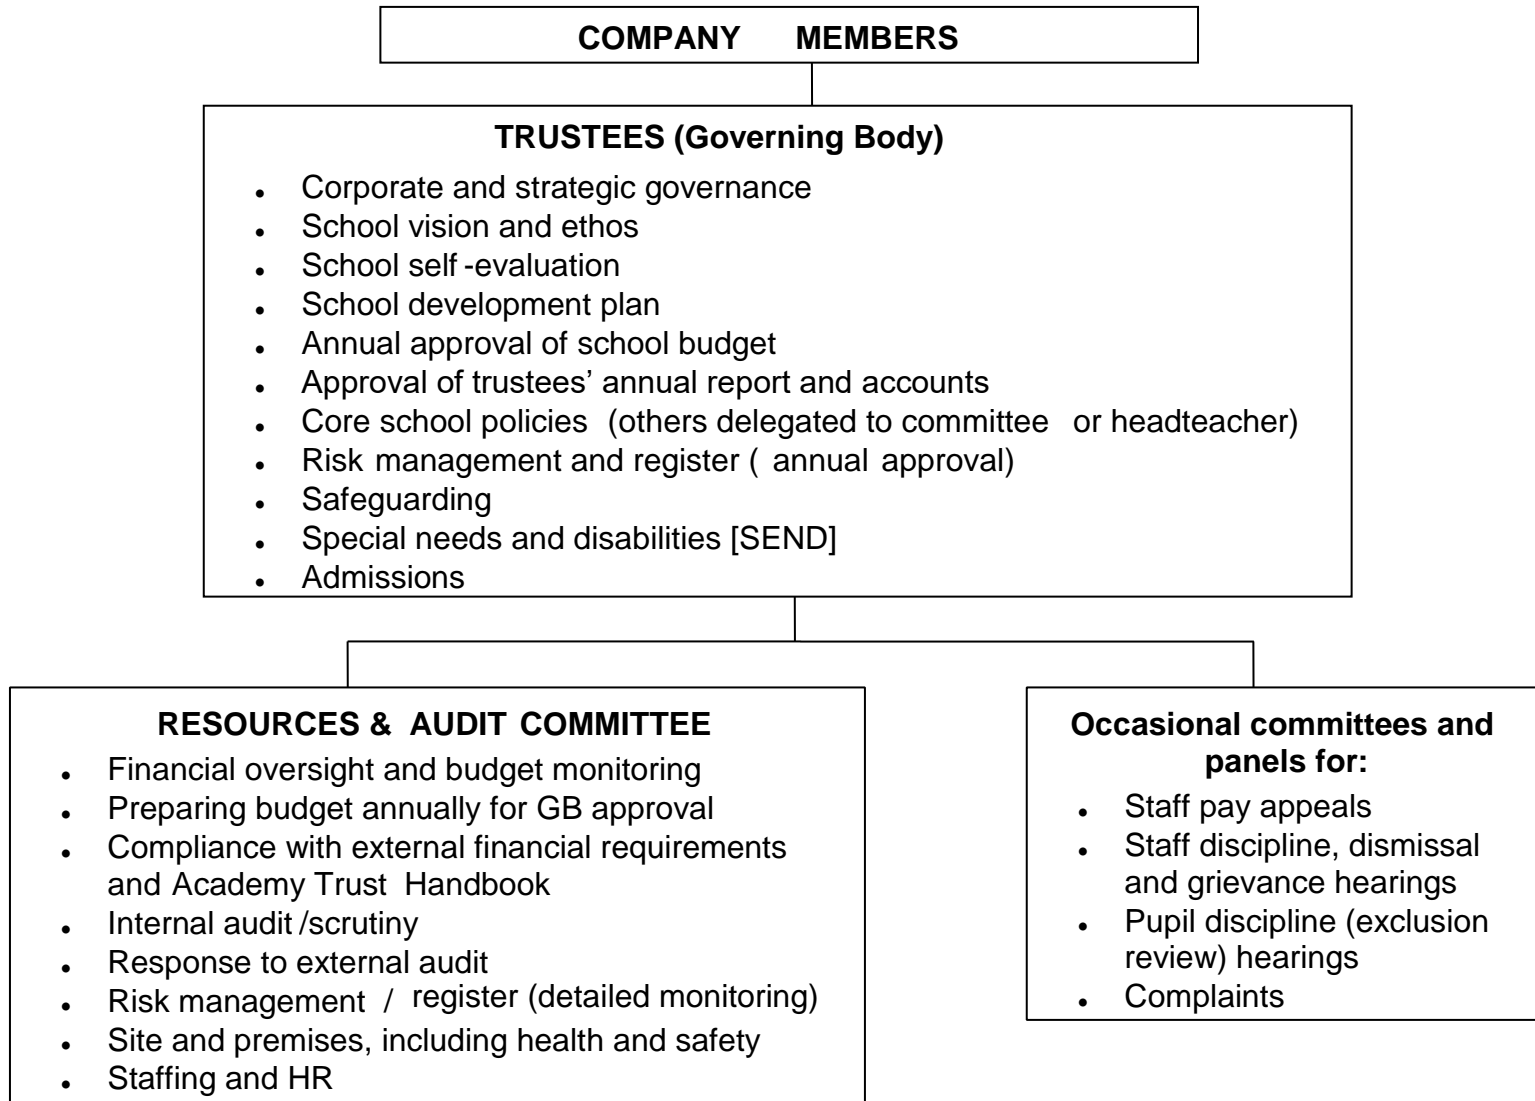 COMPANY MEMBERS
TRUSTEES (Governing Body)
• Corporate and strategic governance
• School vision and ethos
• School self -evaluation
• School development plan
• Annual approval of school budget
• Approval of trustees’ annual report and accounts
• Core school policies (others delegated to committee or headteacher)
• Risk management and register ( annual approval)
• Safeguarding
• Special needs and disabilities [SEND]
• Admissions
RESOURCES & AUDIT COMMITTEE
• Financial oversight and budget monitoring
• Preparing budget annually for GB approval
• Compliance with external financial requirements
and Academy Trust Handbook
• Internal audit /scrutiny
• Response to external audit
• Risk management / register (detailed monitoring)
• Site and premises, including health and safety
• Staffing and HR
Occasional committees and
panels for:
• Staff pay appeals
• Staff discipline, dismissal
and grievance hearings
• Pupil discipline (exclusion
review) hearings
• Complaints